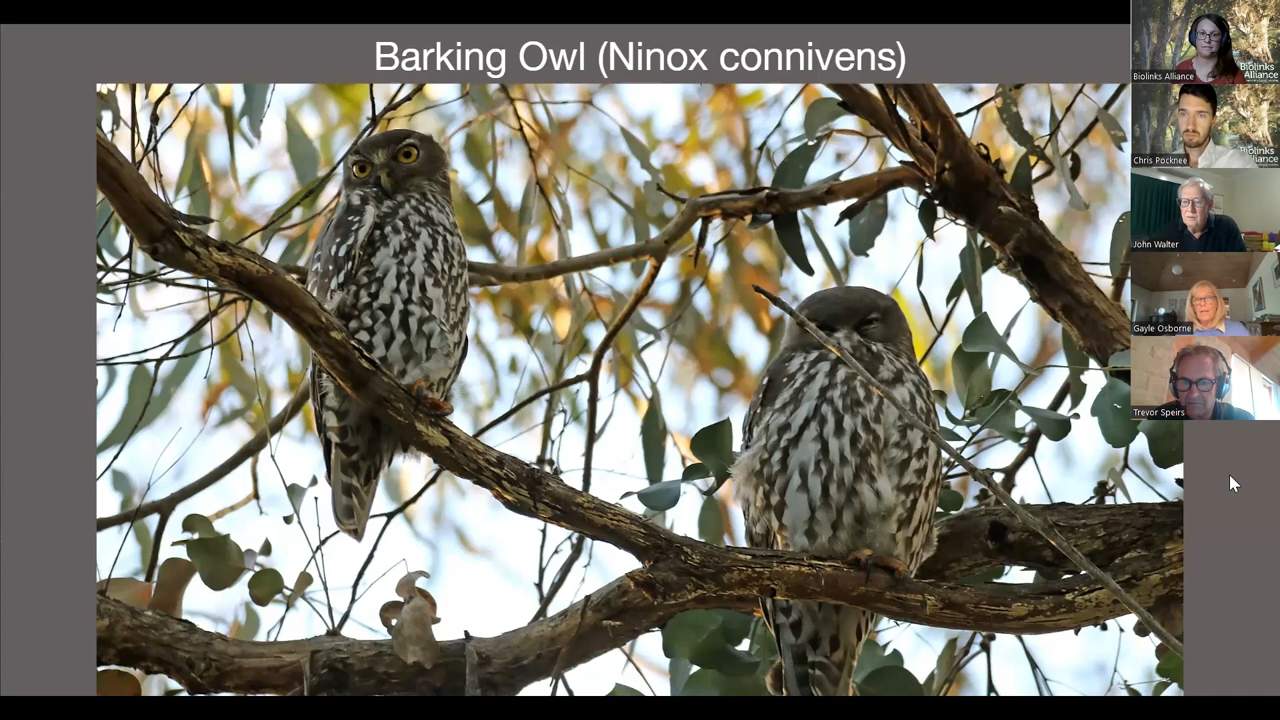 Barking Owl (Ninox connivens)
Biolinks Alliance
Biolinks
Alliance
Chris Pocknee
Biolinks
Alliance
John Walter
Gayle Osborne
Trevor Speirs